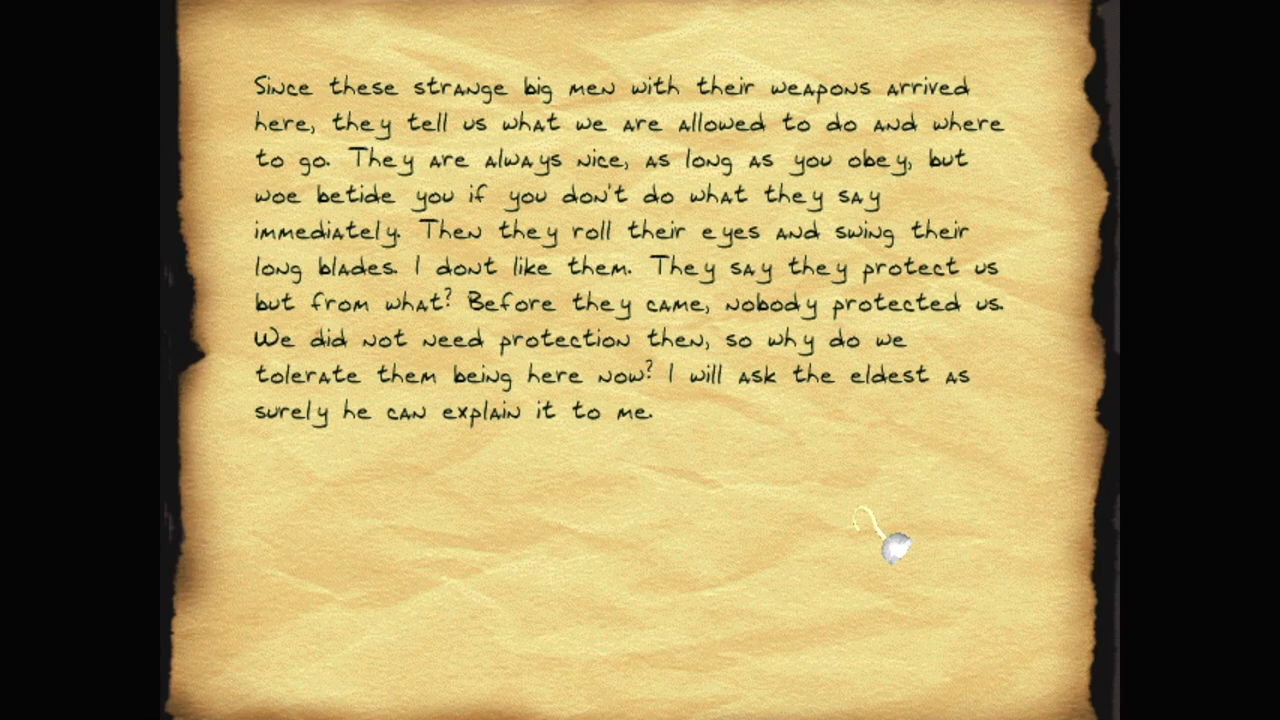 Since these strange big men with their weapons arrived
here, they tell us what we are allowed to do and where
to go. They are always nice, as long as you obey, but
woe betide you if you don't do what they say
immediately. Then they roll their eyes and swing their
long blades. I dont like them. They say they protect us
but from what? Before they came, nobody protected us.
We did not need protection then, so why do we
tolerate them being here now? I will ask the eldest as
surely he can explain it to me.